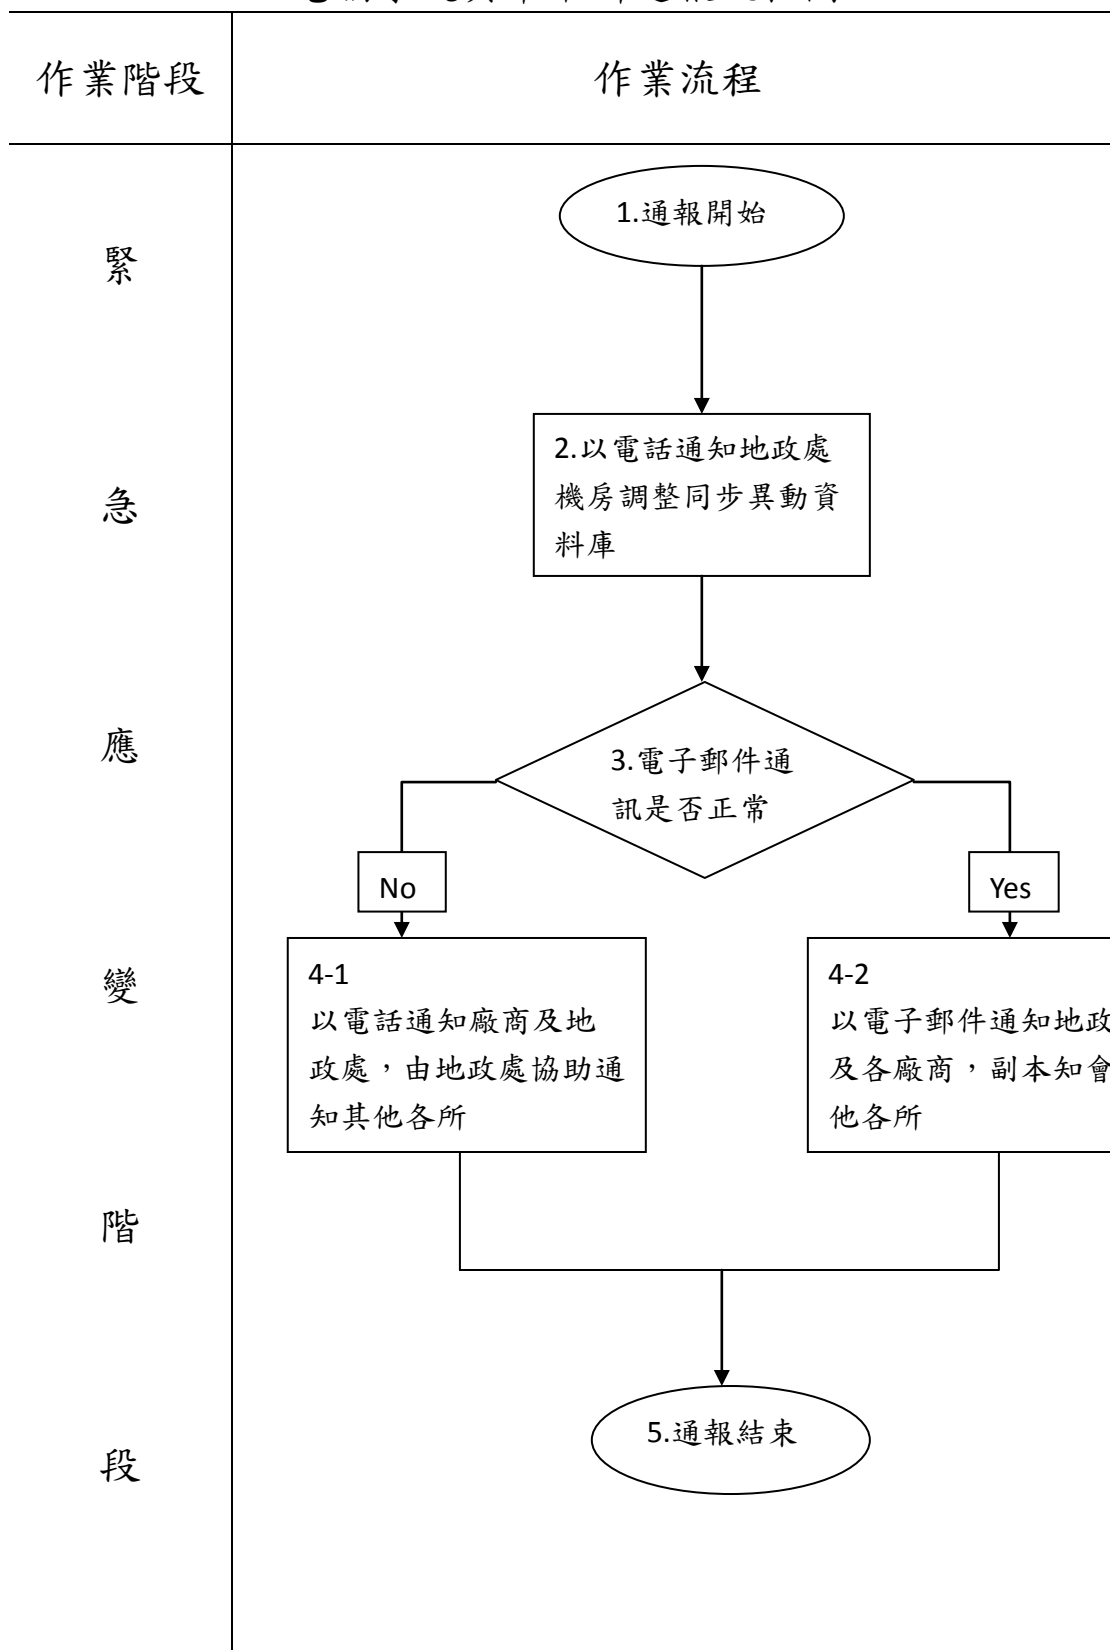 作業階段
作業流程
緊
急
應
變
階
段
1.通報開始
2.以電話通知地政處
機房調整同步異動資
料庫
3.電子郵件通
訊是否正常
No
Yes
4-1
以電話通知廠商及地
政處，由地政處協助通
知其他各所
4-2
以電子郵件通知地政
及各廠商，副本知會
他各所
5.通報結束